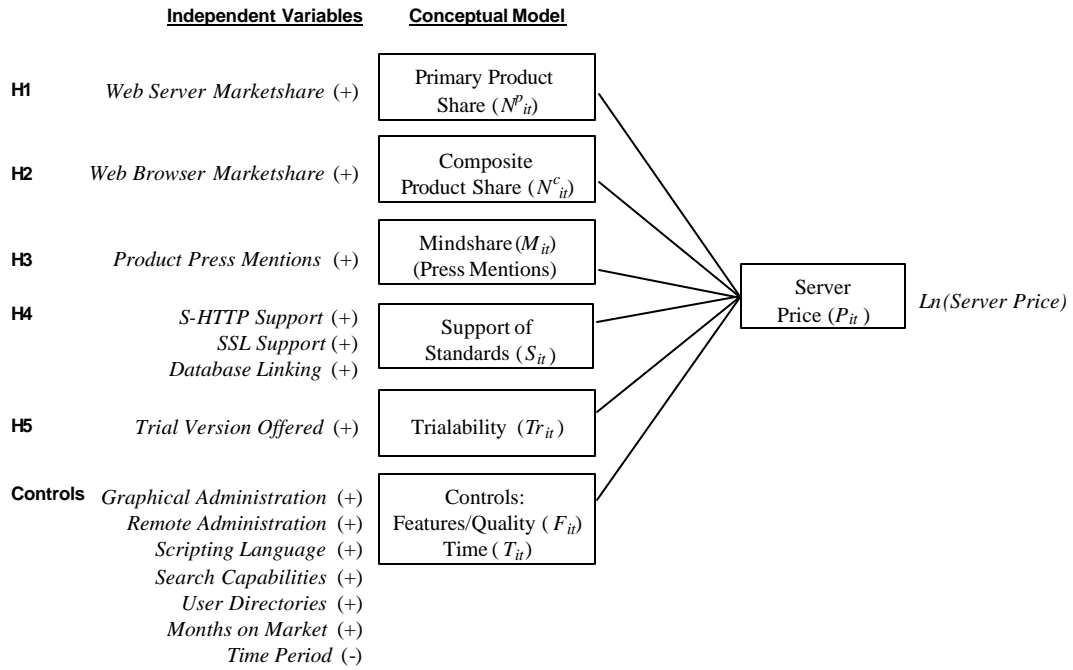 Independent Variables Conceptual Model
H1 Web Server Marketshare (+)
Primary Product
Share (N^p_it)
H2 Web Browser Marketshare (+)
Composite
Product Share (N^c_it)
H3 Product Press Mentions (+)
Mindshare (M_it)
(Press Mentions)
H4 S-HTTP Support (+)
SSL Support (+)
Database Linking (+)
Support of
Standards (S_it)
H5 Trial Version Offered (+)
Trialability (Tr_it)
Controls Graphical Administration (+)
Remote Administration (+)
Scripting Language (+)
Search Capabilities (+)
User Directories (+)
Months on Market (+)
Time Period (-)
Controls:
Features/Quality (F_it)
Time (T_it)
Server
Price (P_it)
Ln(Server Price)